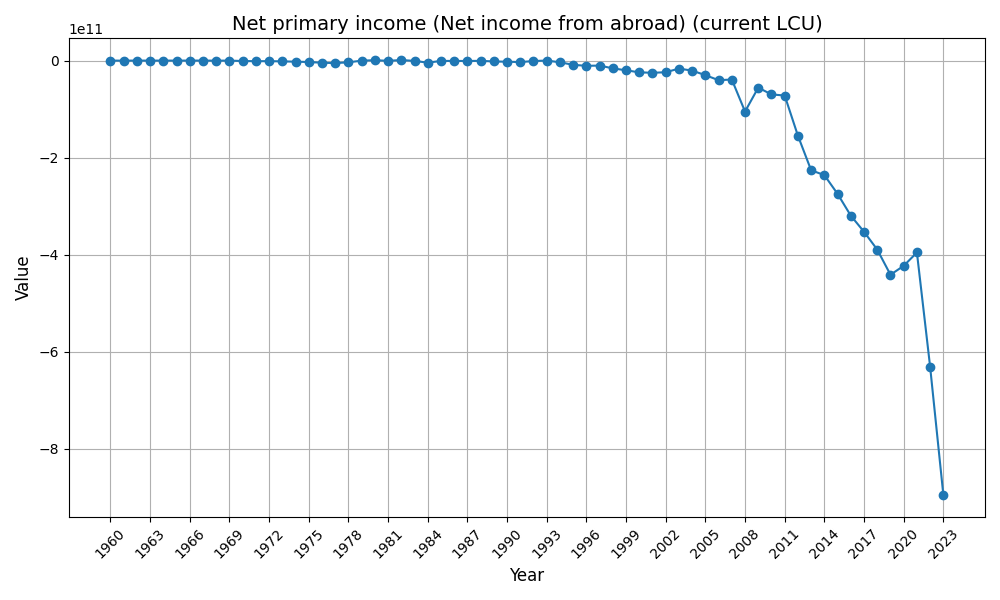 Net primary income (Net income from abroad) (current LCU)
1e11
0
−2
−4
−6
−8
Value
1960 1963 1966 1969 1972 1975 1978 1981 1984 1987 1990 1993 1996 1999 2002 2005 2008 2011 2014 2017 2020 2023
Year